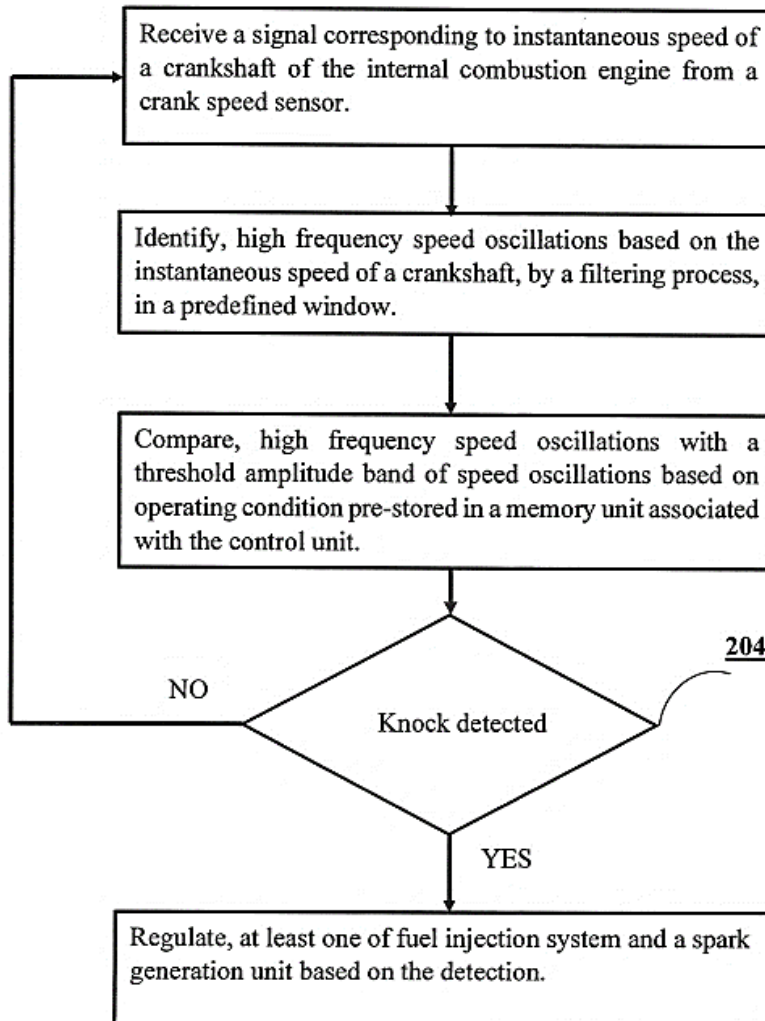 Receive a signal corresponding to instantaneous speed of
a crankshaft of the internal combustion engine from a
crank speed sensor.
Identify, high frequency speed oscillations based on the
instantaneous speed of a crankshaft, by a filtering process,
in a predefined window.
Compare, high frequency speed oscillations with a
threshold amplitude band of speed oscillations based on
operating condition pre-stored in a memory unit associated
with the control unit.
204
NO
Knock detected
YES
Regulate, at least one of fuel injection system and a spark
generation unit based on the detection.